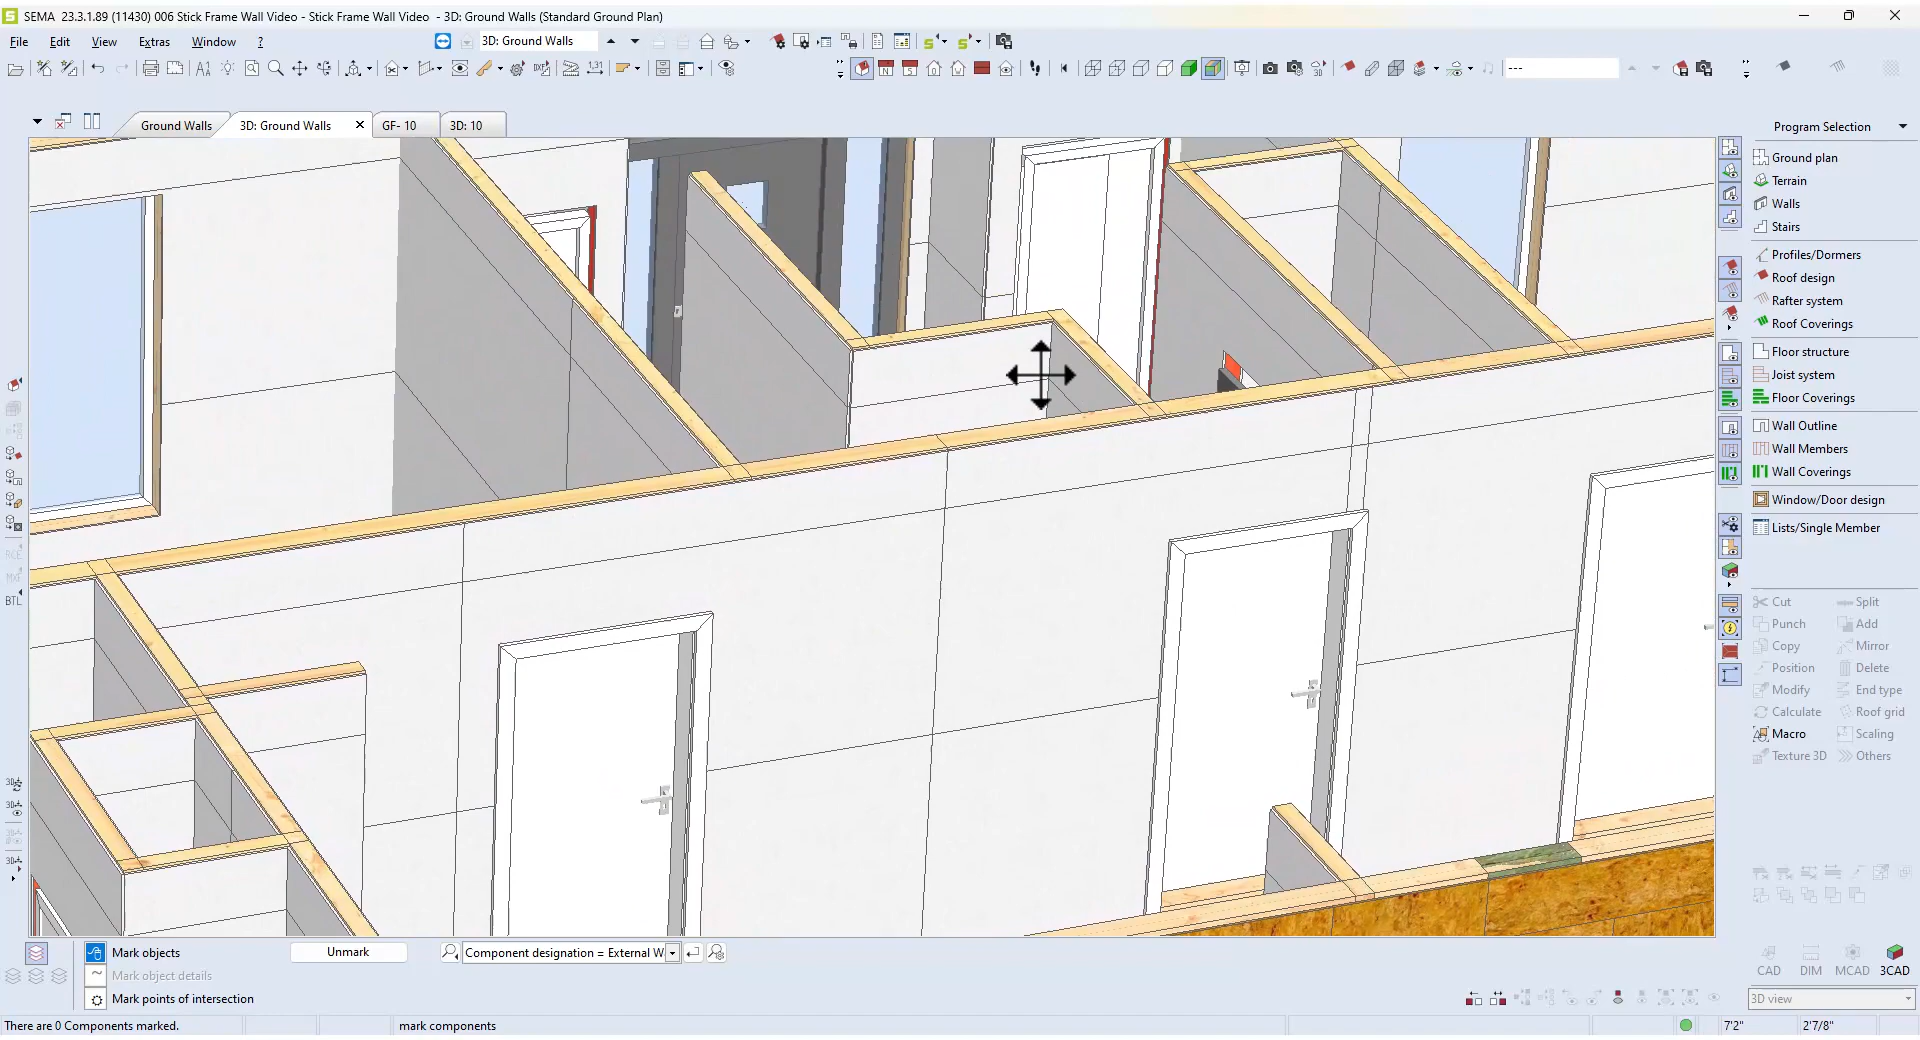 SEMA 23.3.1.89 (11430) 006 Stick Frame Wall Video - Stick Frame Wall Video - 3D: Ground Walls (Standard Ground Plan)
File Edit View Extras Window ?
3D: Ground Walls
---
Ground Walls
3D: Ground Walls
GF- 10
3D: 10
Program Selection
Ground plan
Terrain
Walls
Stairs
Profiles/Dormers
Roof design
Rafter system
Roof Coverings
Floor structure
Joist system
Floor Coverings
Wall Outline
Wall Members
Wall Coverings
Window/Door design
Lists/Single Member
Cut Split
Punch Add
Copy Mirror
Position Delete
Modify End type
Calculate Roof grid
Macro Scaling
Texture 3D Others
RCE
MXF
BTL
CAD DIM MCAD 3CAD
3D view
Mark objects
Unmark
Component designation = External W
Mark object details
Mark points of intersection
There are 0 Components marked.
mark components
7'2"
2'7/8"